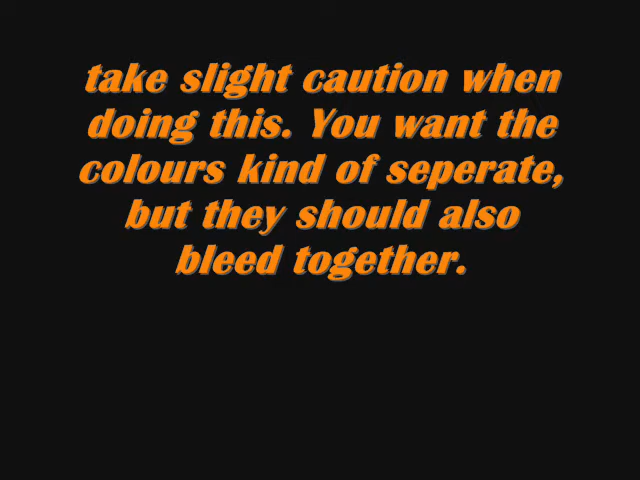 take slight caution when
doing this. You want the
colours kind of seperate,
but they should also
bleed together.